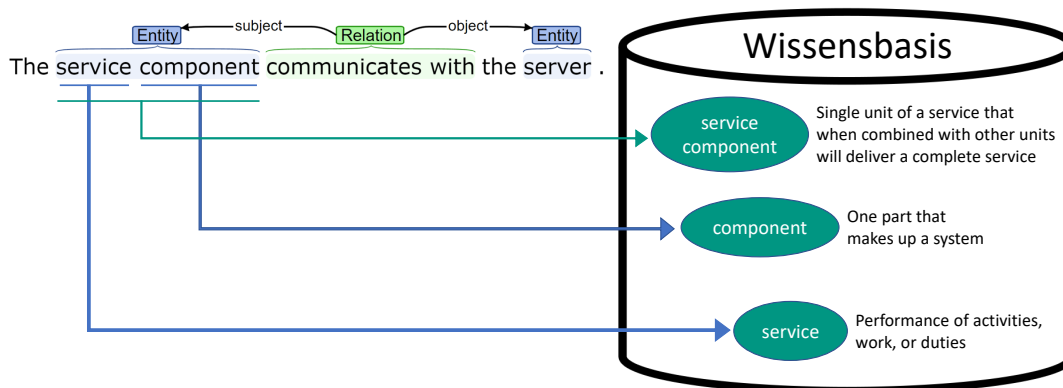 Entity subject Relation object Entity
The service component communicates with the server .
Wissensbasis
service
component
Single unit of a service that
when combined with other units
will deliver a complete service
component
One part that
makes up a system
service
Performance of activities,
work, or duties